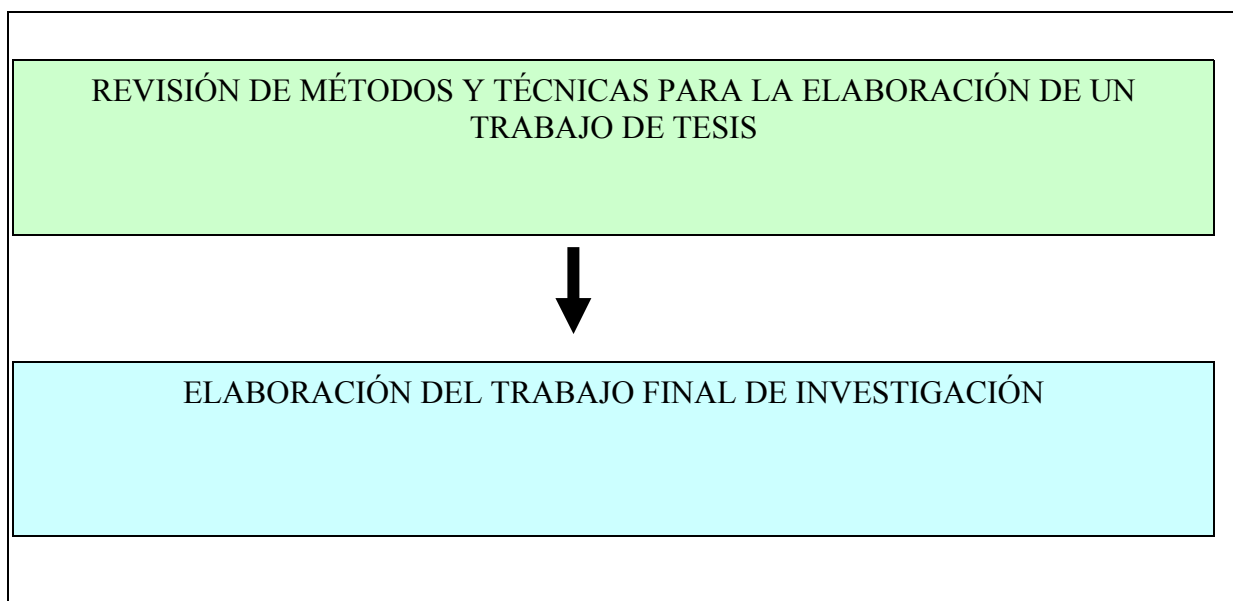 REVISIÓN DE MÉTODOS Y TÉCNICAS PARA LA ELABORACIÓN DE UN
TRABAJO DE TESIS
ELABORACIÓN DEL TRABAJO FINAL DE INVESTIGACIÓN